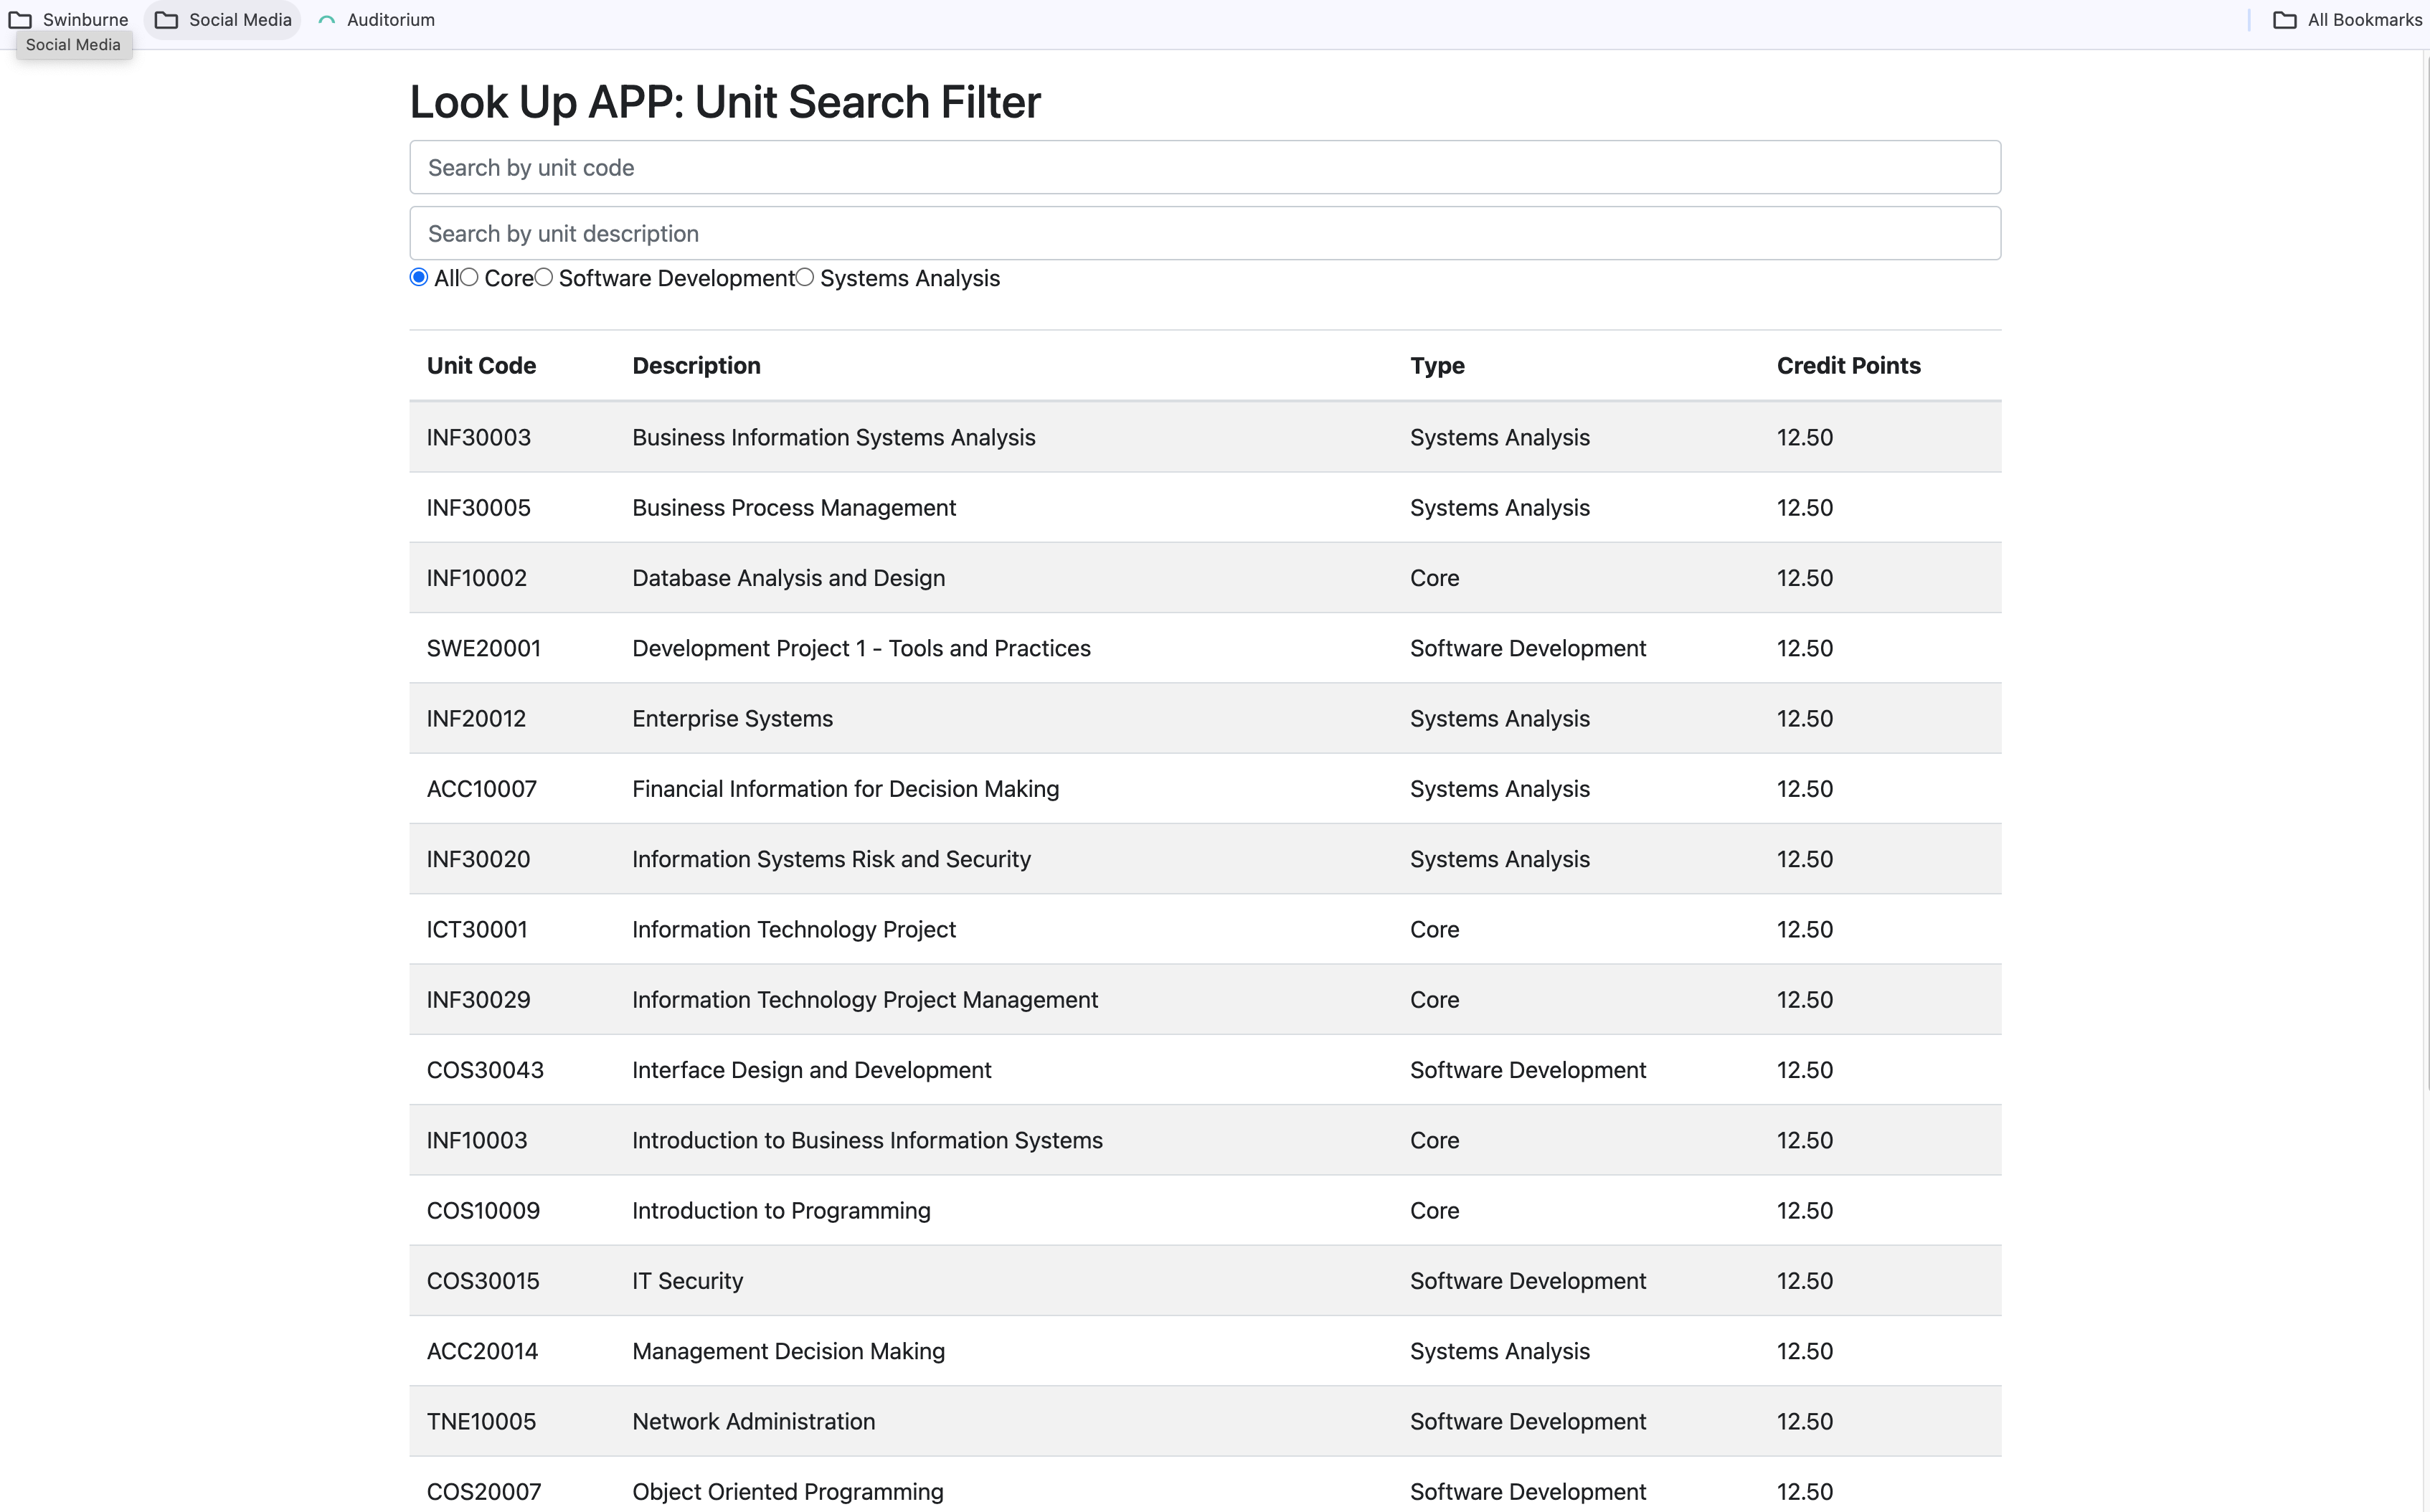 Swinburne Social Media Auditorium All Bookmarks
Social Media
Look Up APP: Unit Search Filter
Search by unit code
Search by unit description
All Core Software Development Systems Analysis
Unit Code Description Type Credit Points
INF30003 Business Information Systems Analysis Systems Analysis 12.50
INF30005 Business Process Management Systems Analysis 12.50
INF10002 Database Analysis and Design Core 12.50
SWE20001 Development Project 1 - Tools and Practices Software Development 12.50
INF20012 Enterprise Systems Systems Analysis 12.50
ACC10007 Financial Information for Decision Making Systems Analysis 12.50
INF30020 Information Systems Risk and Security Systems Analysis 12.50
ICT30001 Information Technology Project Core 12.50
INF30029 Information Technology Project Management Core 12.50
COS30043 Interface Design and Development Software Development 12.50
INF10003 Introduction to Business Information Systems Core 12.50
COS10009 Introduction to Programming Core 12.50
COS30015 IT Security Software Development 12.50
ACC20014 Management Decision Making Systems Analysis 12.50
TNE10005 Network Administration Software Development 12.50
COS20007 Object Oriented Programming Software Development 12.50